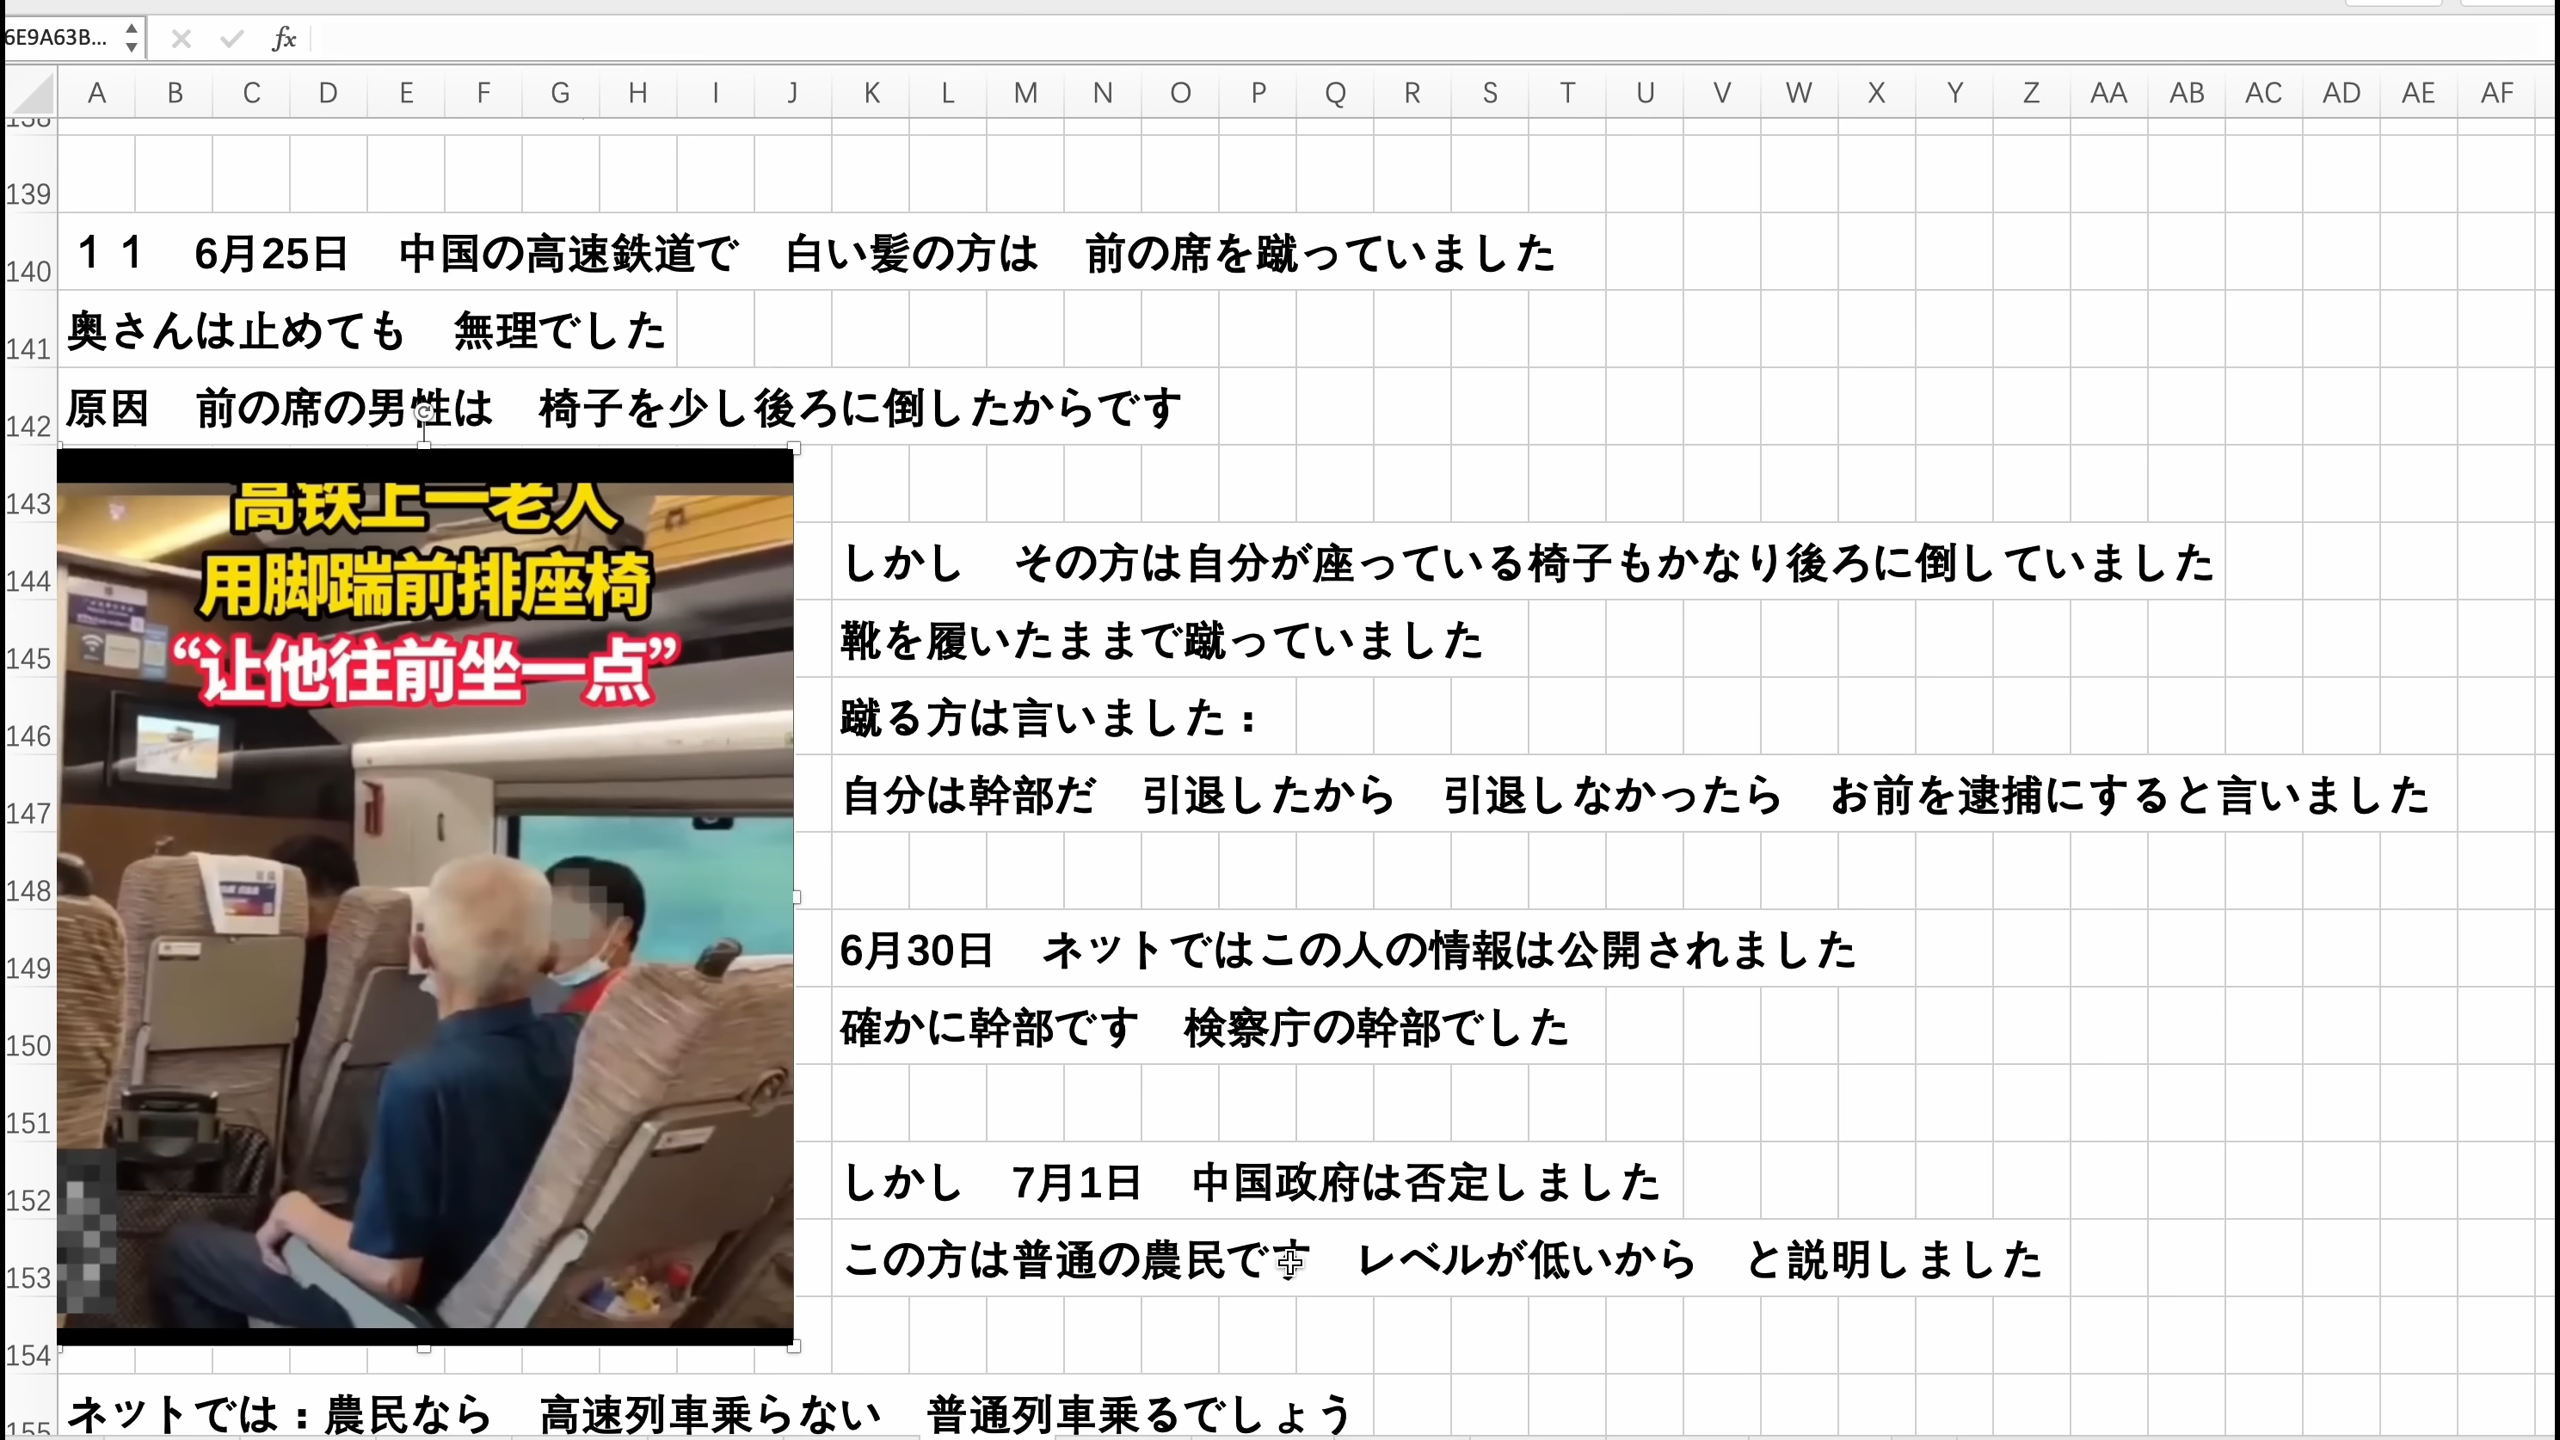 6E9A63B...
fx
A B C D E F G H I J K L M N O P Q R S T U V W X Y Z AA AB AC AD AE AF
138
139
140
１１　6月25日　中国の高速鉄道で　白い髪の方は　前の席を蹴っていました
141
奥さんは止めても　無理でした
142
原因　前の席の男性は　椅子を少し後ろに倒したからです
143
高铁上一老人
用脚踹前排座椅
“让他往前坐一点”
144
しかし　その方は自分が座っている椅子もかなり後ろに倒していました
145
靴を履いたままで蹴っていました
146
蹴る方は言いました：
147
自分は幹部だ　引退したから　引退しなかったら　お前を逮捕にすると言いました
148
149
6月30日　ネットではこの人の情報は公開されました
150
確かに幹部です　検察庁の幹部でした
151
152
しかし　7月1日　中国政府は否定しました
153
この方は普通の農民です　レベルが低いから　と説明しました
154
155
ネットでは：農民なら　高速列車乗らない　普通列車乗るでしょう